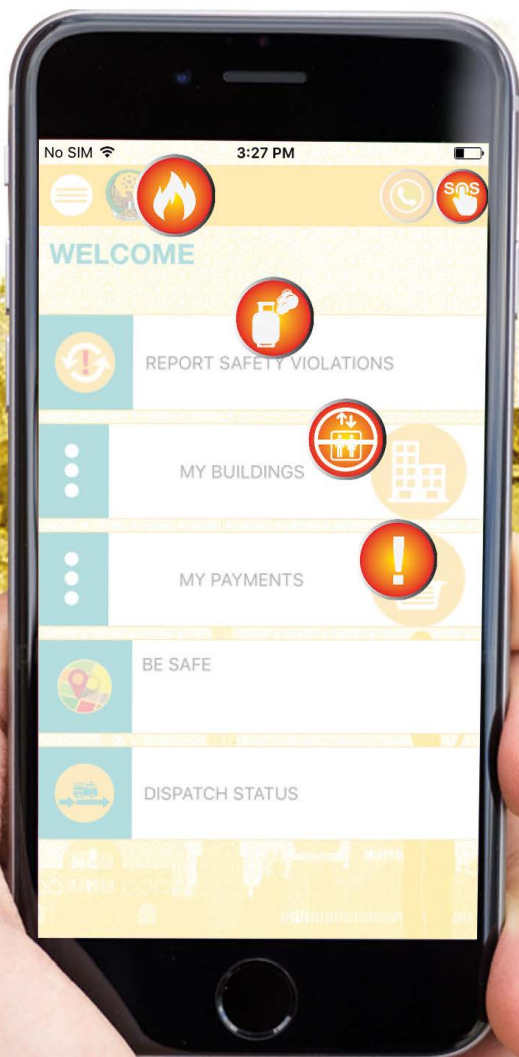 No SIM 3:27 PM
SOS
WELCOME
REPORT SAFETY VIOLATIONS
MY BUILDINGS
MY PAYMENTS
BE SAFE
DISPATCH STATUS